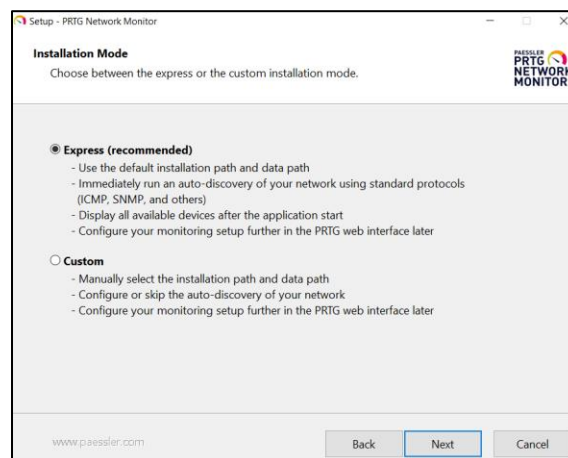 Setup - PRTG Network Monitor
Installation Mode
Choose between the express or the custom installation mode.
PAESSLER
PRTG
NETWORK
MONITOR
Express (recommended)
- Use the default installation path and data path
- Immediately run an auto-discovery of your network using standard protocols
(ICMP, SNMP, and others)
- Display all available devices after the application start
- Configure your monitoring setup further in the PRTG web interface later
Custom
- Manually select the installation path and data path
- Configure or skip the auto-discovery of your network
- Configure your monitoring setup further in the PRTG web interface later
www.paessler.com
Back Next Cancel